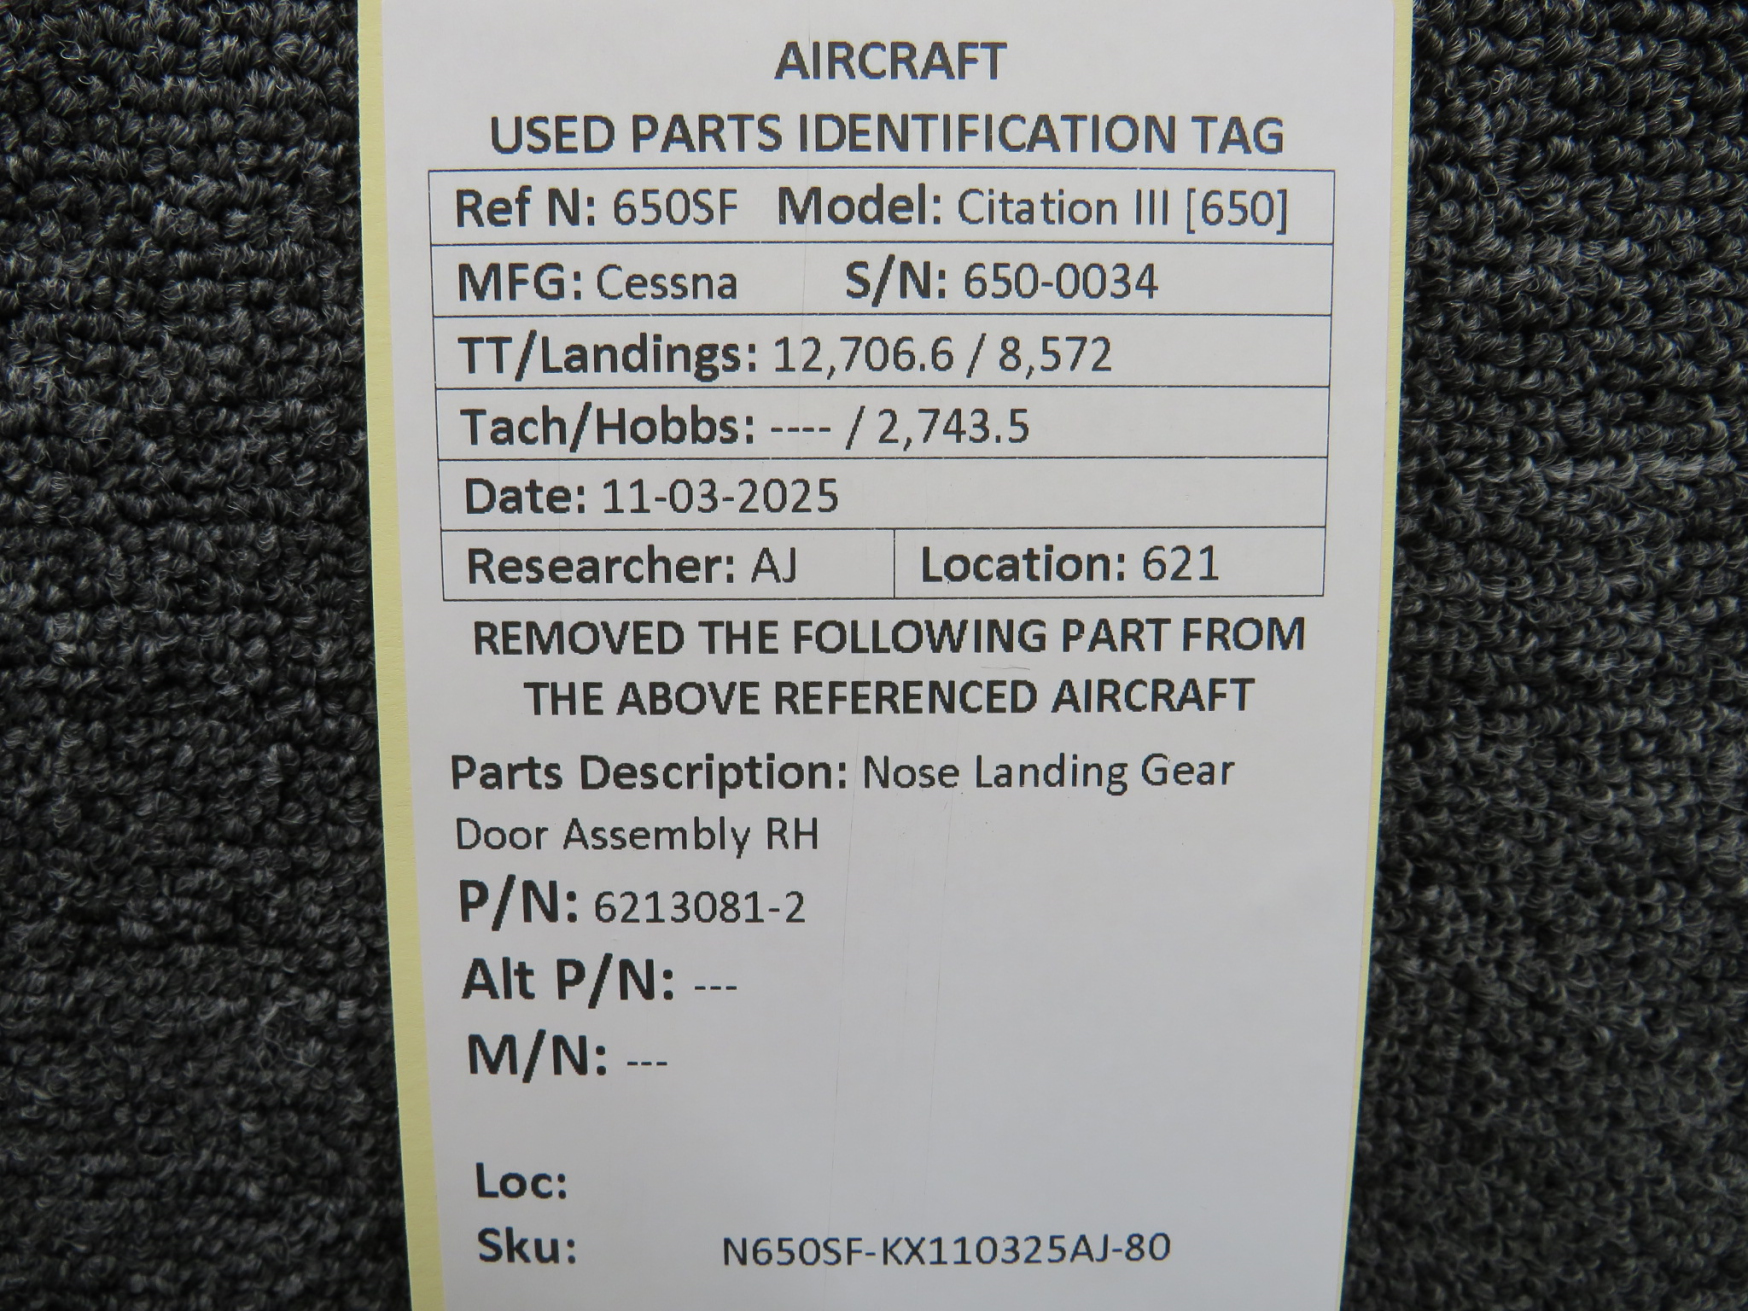 AIRCRAFT
USED PARTS IDENTIFICATION TAG
Ref N: 650SF Model: Citation III [650]
MFG: Cessna S/N: 650-0034
TT/Landings: 12,706.6 / 8,572
Tach/Hobbs: ---- / 2,743.5
Date: 11-03-2025
Researcher: AJ Location: 621
REMOVED THE FOLLOWING PART FROM
THE ABOVE REFERENCED AIRCRAFT
Parts Description: Nose Landing Gear
Door Assembly RH
P/N: 6213081-2
Alt P/N: ---
M/N: ---
Loc:
Sku: N650SF-KX110325AJ-80